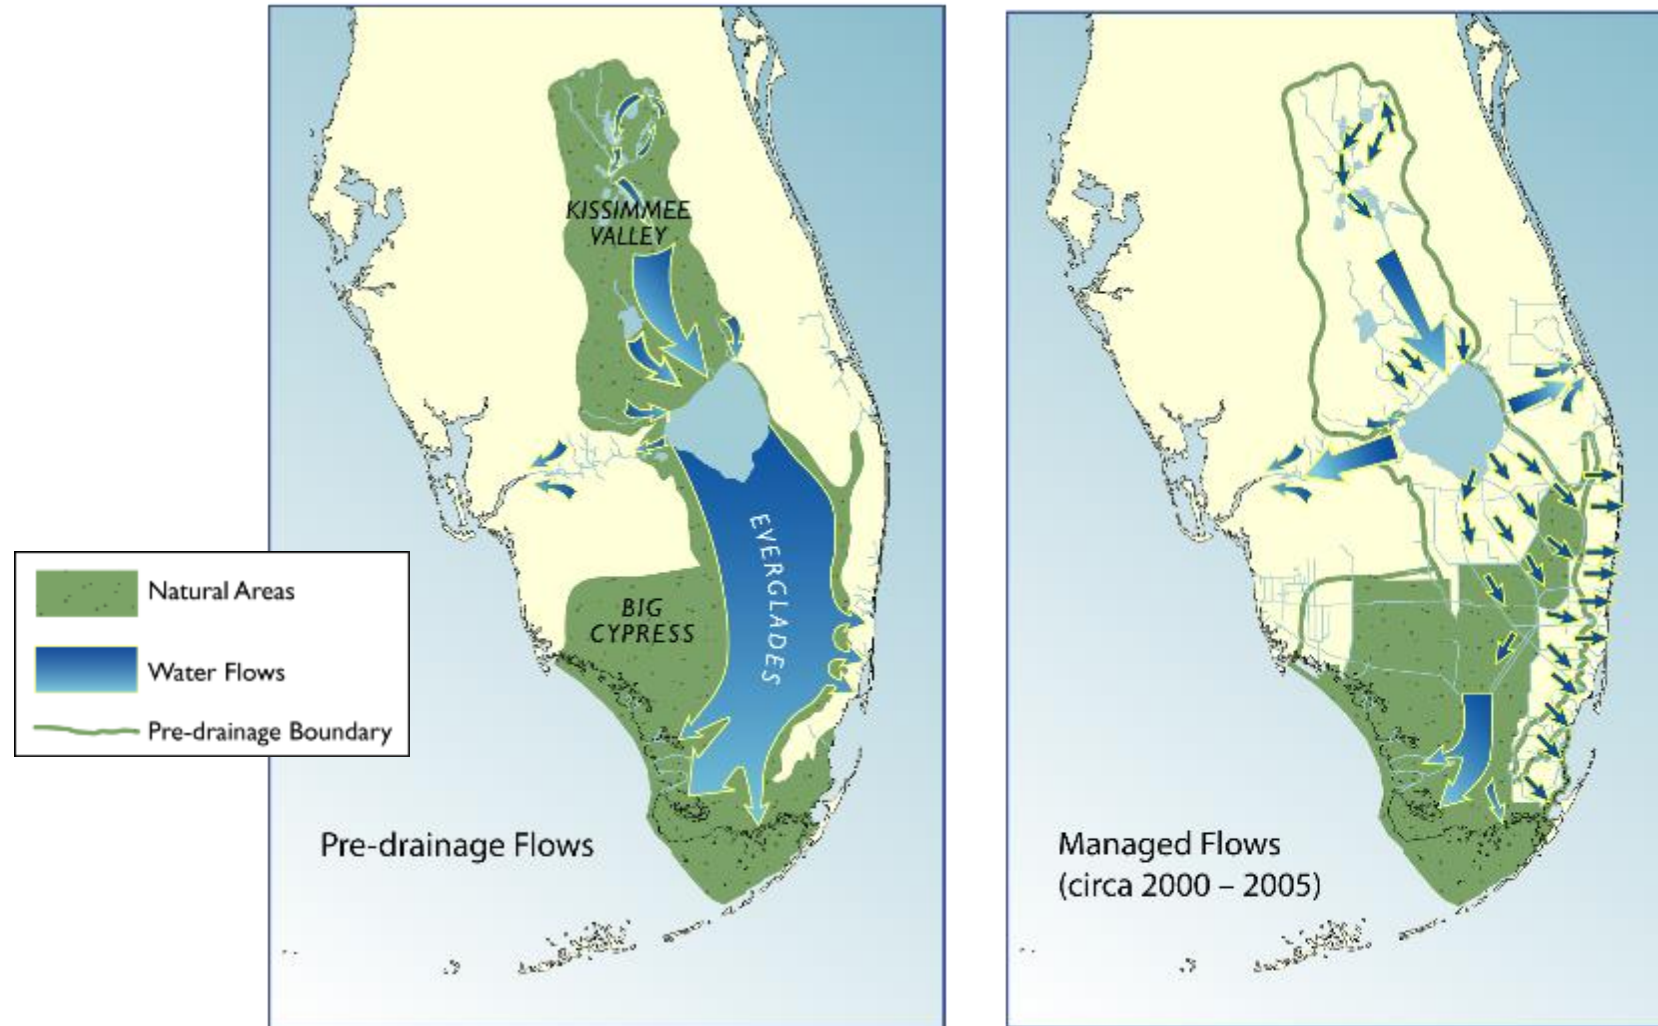 KISSIMMEE
VALLEY
EVERGLADES
BIG
CYPRESS
Natural Areas
Water Flows
Pre-drainage Boundary
Pre-drainage Flows
Managed Flows
(circa 2000 – 2005)